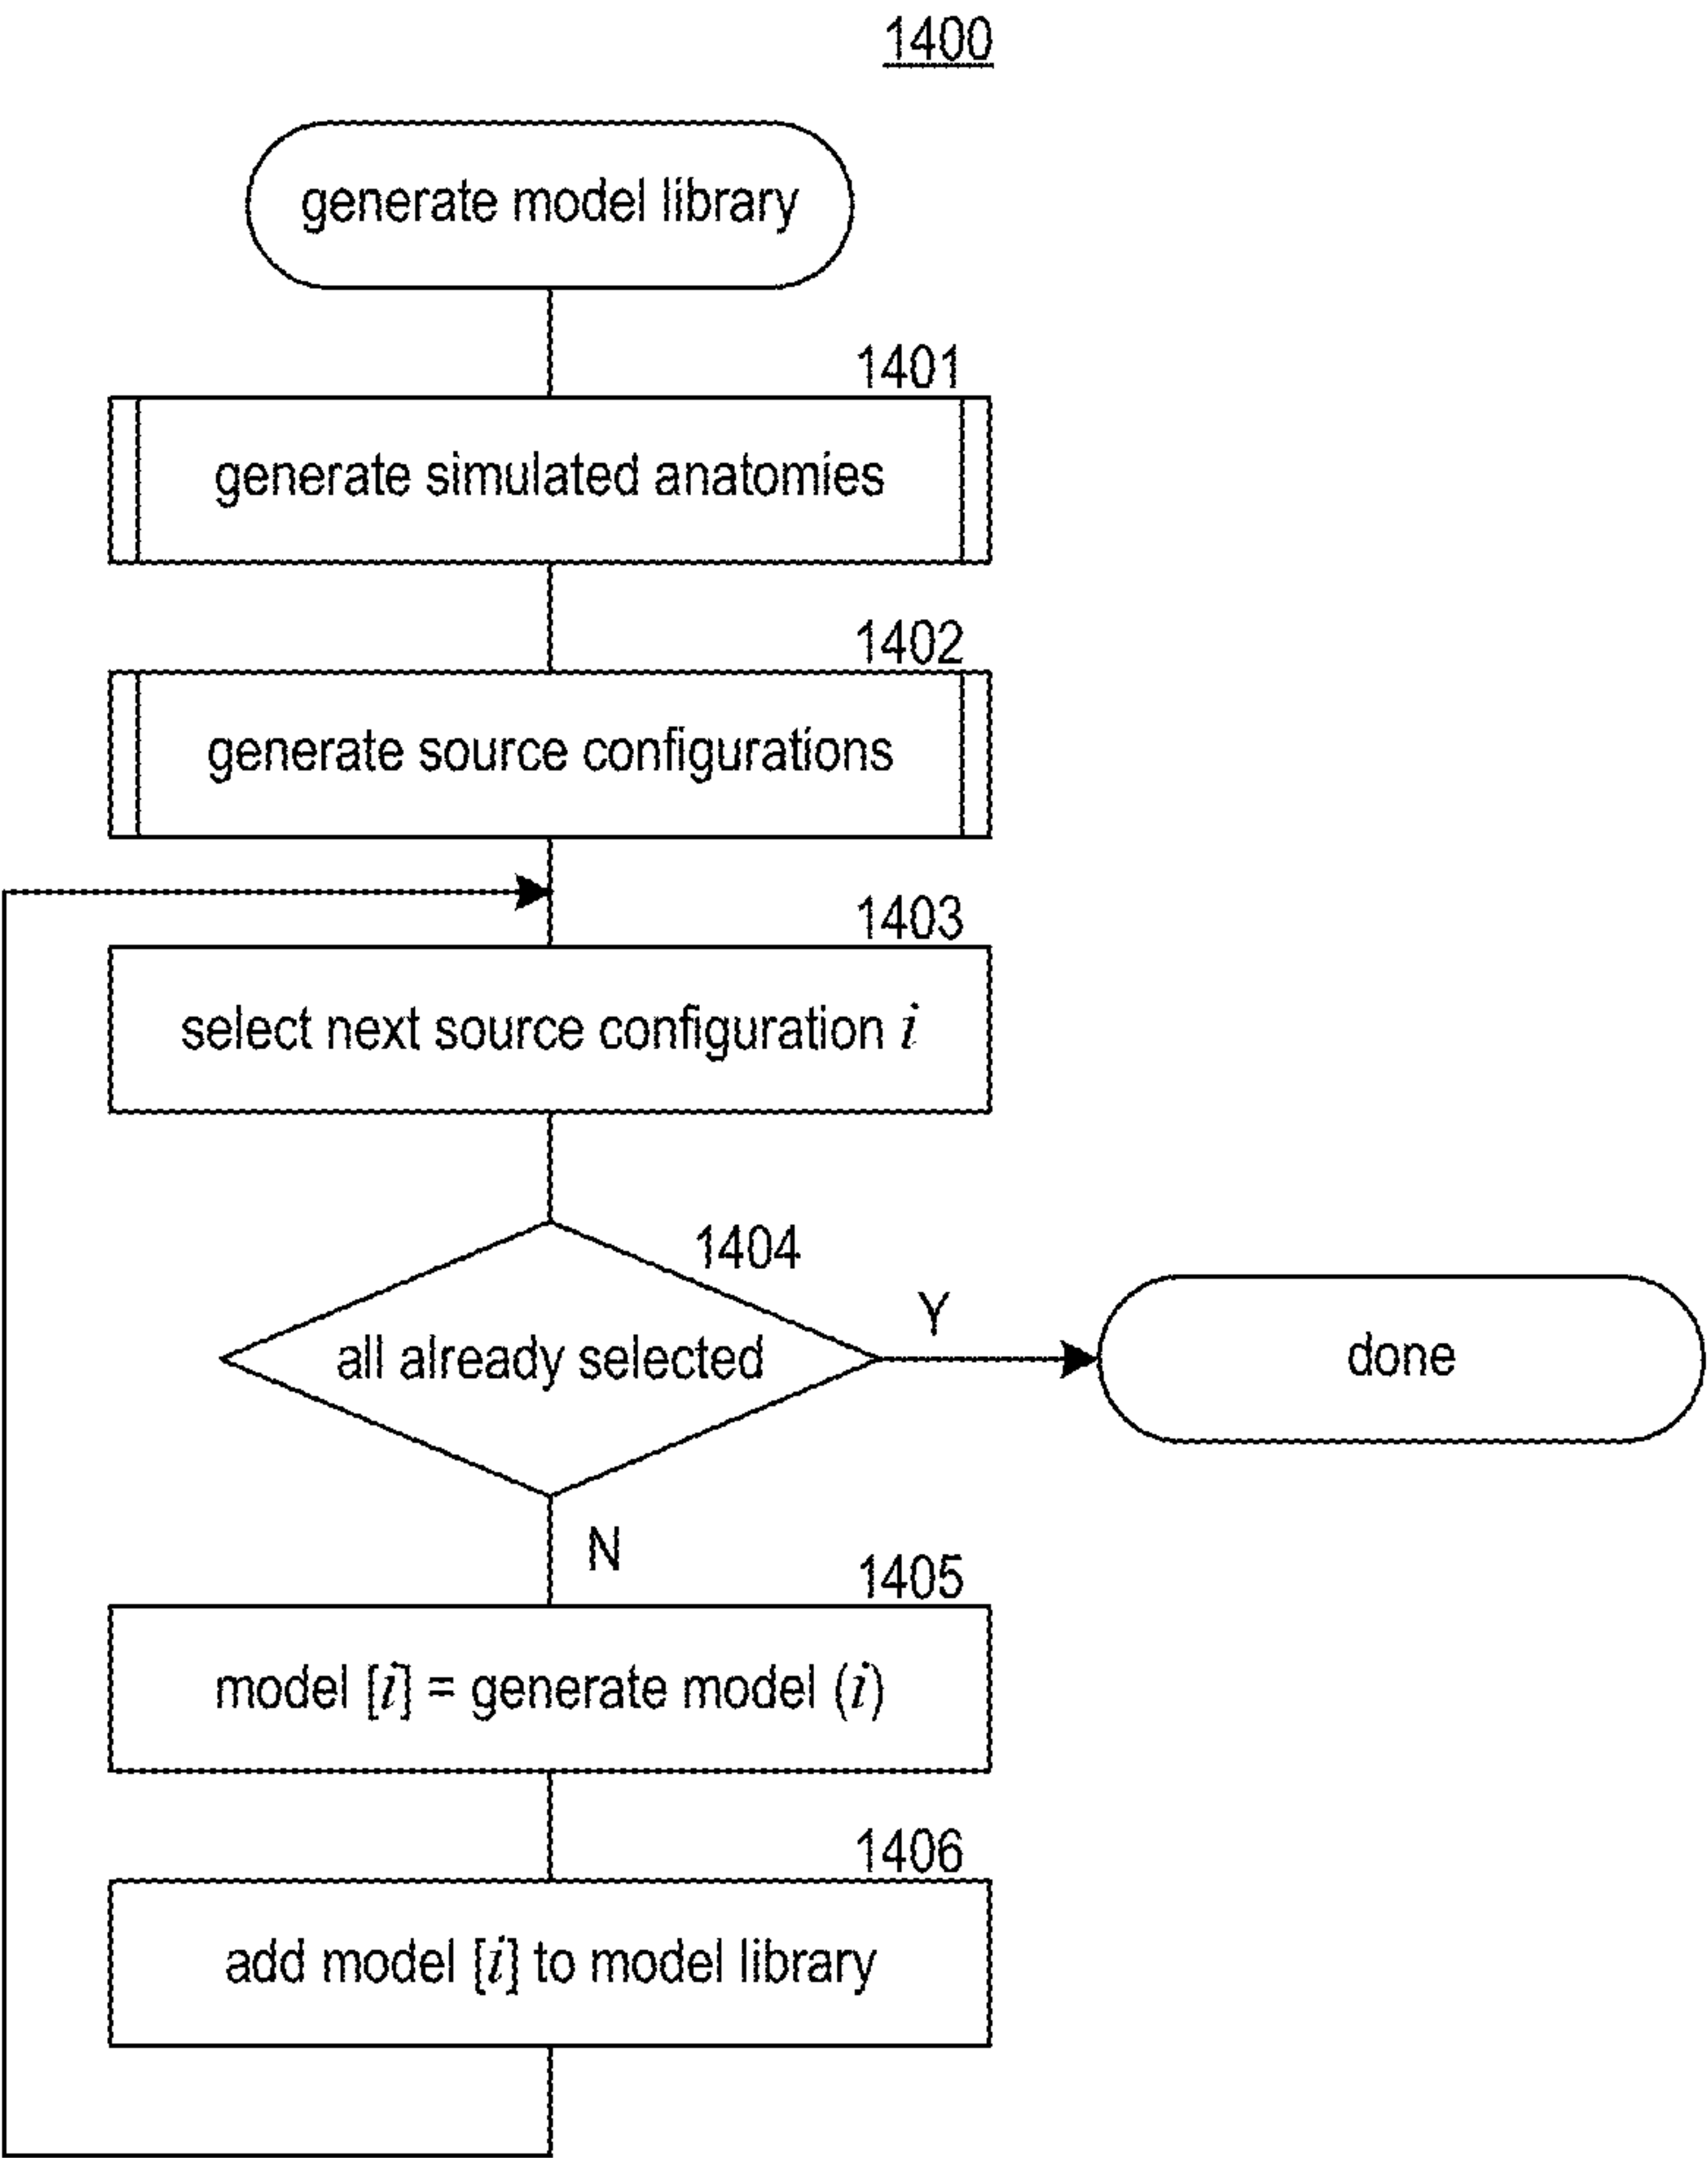 1400
generate model library
1401
generate simulated anatomies
1402
generate source configurations
1403
select next source configuration i
1404
all already selected
Y
done
N
1405
model [i] = generate model (i)
1406
add model [i] to model library